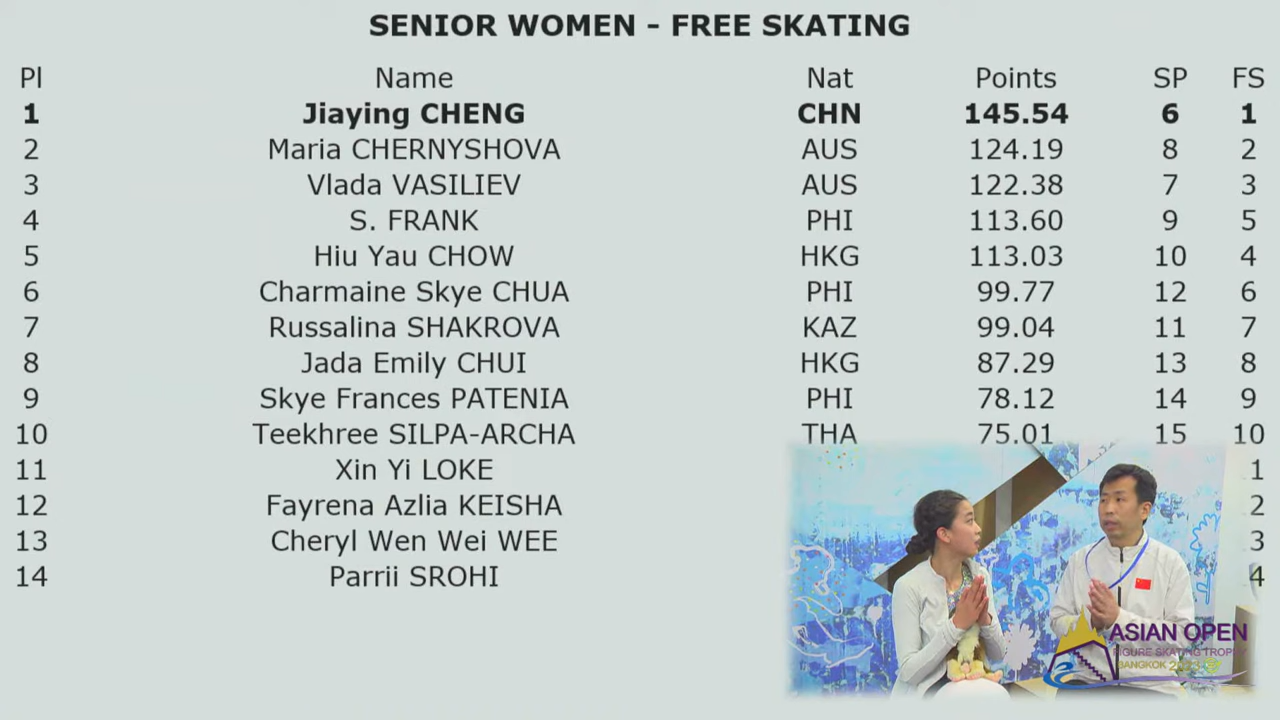 SENIOR WOMEN - FREE SKATING
Pl Name Nat Points SP FS
1 Jiaying CHENG CHN 145.54 6 1
2 Maria CHERNYSHOVA AUS 124.19 8 2
3 Vlada VASILIEV AUS 122.38 7 3
4 S. FRANK PHI 113.60 9 5
5 Hiu Yau CHOW HKG 113.03 10 4
6 Charmaine Skye CHUA PHI 99.77 12 6
7 Russalina SHAKROVA KAZ 99.04 11 7
8 Jada Emily CHUI HKG 87.29 13 8
9 Skye Frances PATENIA PHI 78.12 14 9
10 Teekhree SILPA-ARCHA THA 75.01 15 10
11 Xin Yi LOKE 1
12 Fayrena Azlia KEISHA 2
13 Cheryl Wen Wei WEE 3
14 Parrii SROHI 4
ASIAN OPEN
FIGURE SKATING TROPHY
BANGKOK 2023